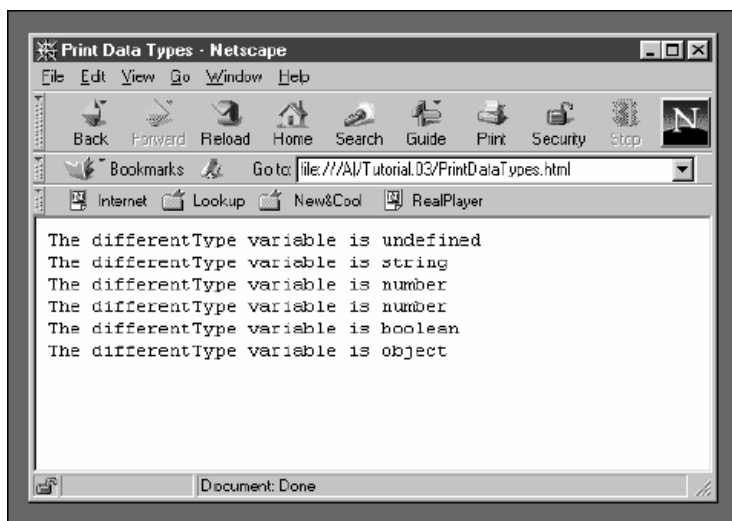 Print Data Types - Netscape
File Edit View Go Window Help
Back Forward Reload Home Search Guide Print Security Stop
N
Bookmarks Go to: file:///A|/Tutorial.03/PrintDataTypes.html
Internet Lookup New&Cool RealPlayer
The differentType variable is undefined
The differentType variable is string
The differentType variable is number
The differentType variable is number
The differentType variable is boolean
The differentType variable is object
Document: Done